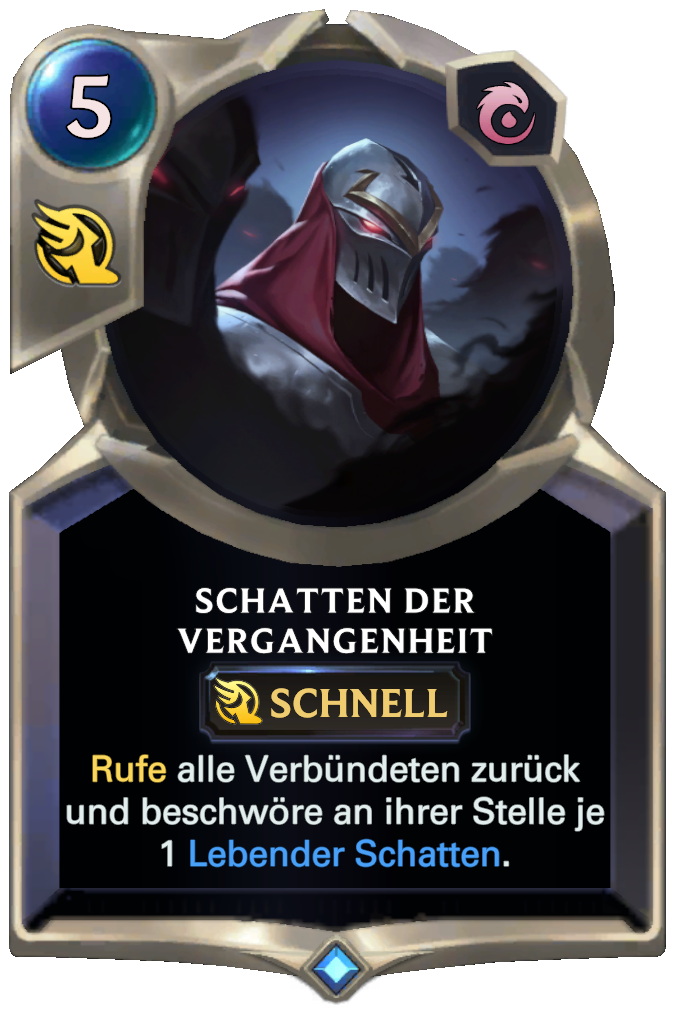 5
SCHATTEN DER
VERGANGENHEIT
SCHNELL
Rufe alle Verbündeten zurück
und beschwöre an ihrer Stelle je
1 Lebender Schatten.